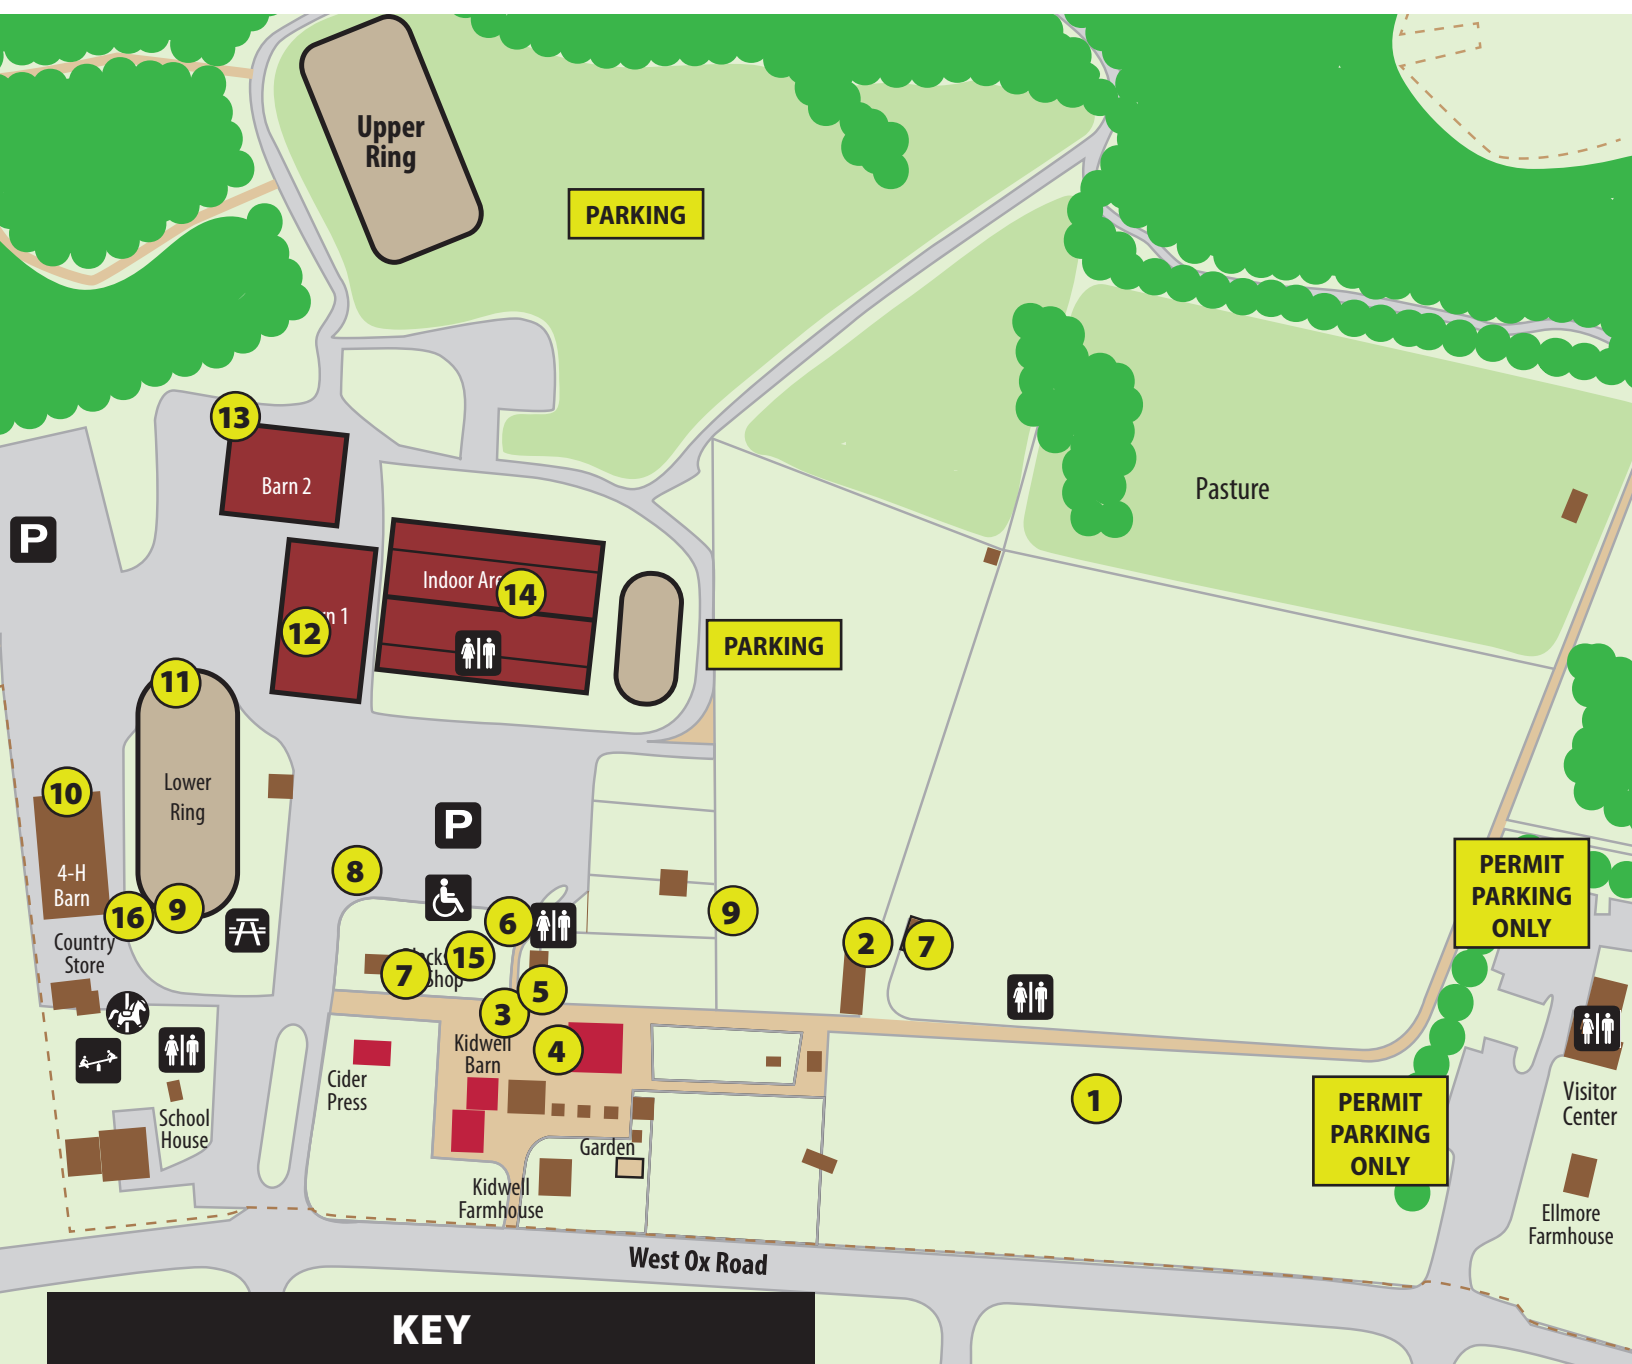 Upper
Ring
PARKING
13
Barn 2
Pasture
P
Indoor
14
12
1
PARKING
11
Lower
Ring
10
P
4-H
Barn
8
16
9
6
9
2
7
Country
Store
15
7
Shop
5
3
Kidwell
Barn
4
PERMIT
PARKING
ONLY
Cider
Press
School
House
1
PERMIT
PARKING
ONLY
Visitor
Center
Garden
Kidwell
Farmhouse
Ellmore
Farmhouse
West Ox Road
KEY